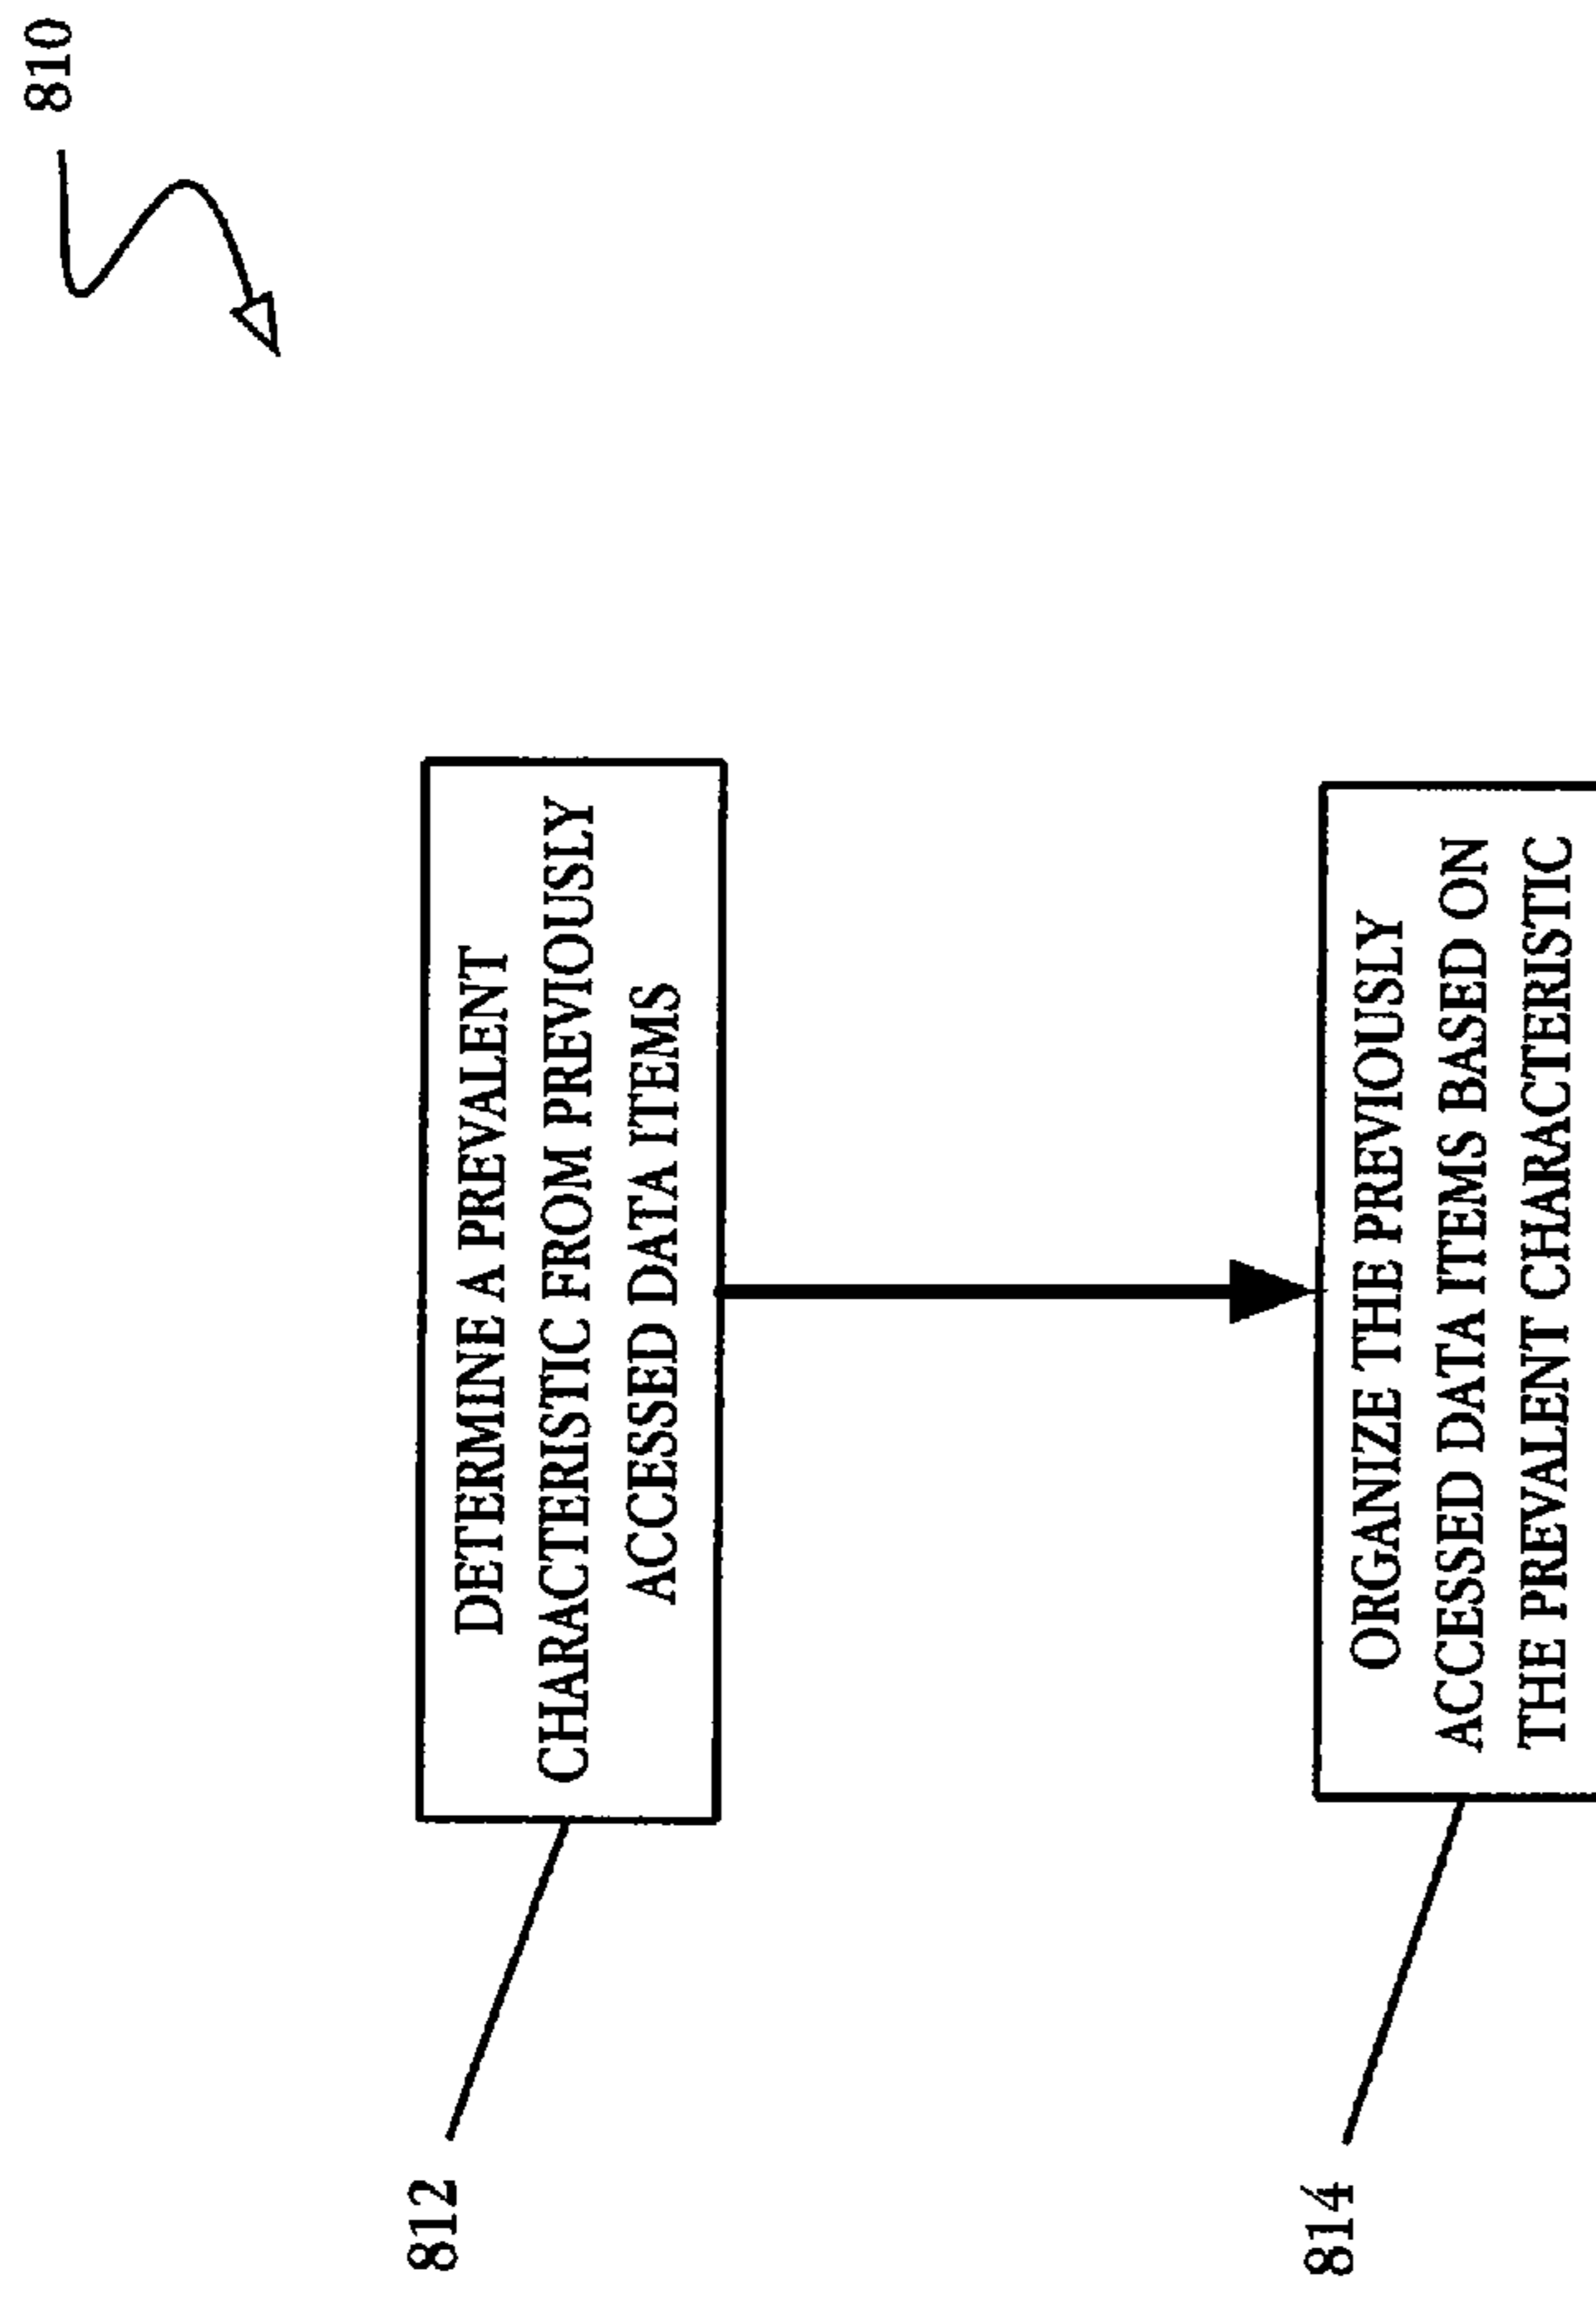 810
812
DETERMINE A PREVALENT
CHARACTERISTIC FROM PREVIOUSLY
ACCESSED DATA ITEMS
814
ORGANIZE THE PREVIOUSLY
ACCESSED DATA ITEMS BASED ON
THE PREVALENT CHARACTERISTIC